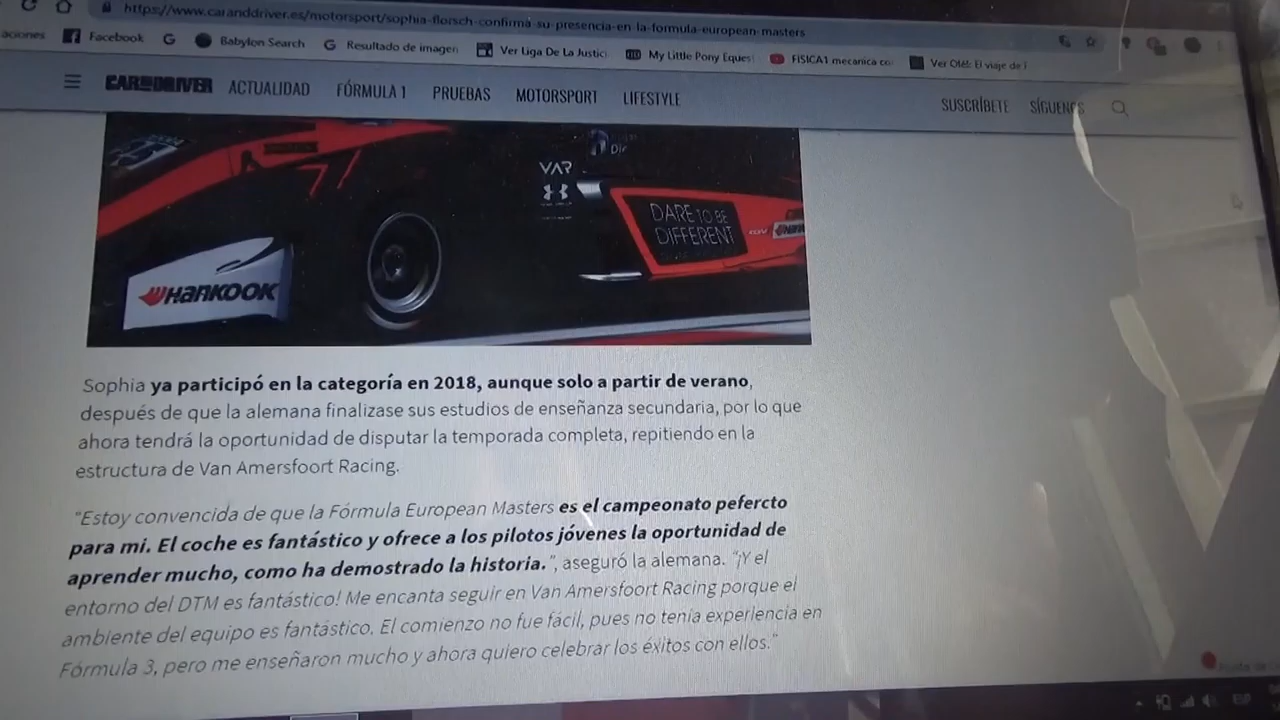 https://www.caranddriver.es/motorsport/sophia-florsch-confirma-su-presencia-en-la-formula-european-masters
aciones Facebook Babylon Search Resultado de imagen Ver Liga De La Justici My Little Pony Equest FISICA1 mecanica co Ver Olé!: El viaje de
CAR AND DRIVER ACTUALIDAD FÓRMULA 1 PRUEBAS MOTORSPORT LIFESTYLE SUSCRÍBETE SÍGUENOS
VAR
DARE TO BE
DIFFERENT
HANKOOK
Sophia ya participó en la categoría en 2018, aunque solo a partir de verano,
después de que la alemana finalizase sus estudios de enseñanza secundaria, por lo que
ahora tendrá la oportunidad de disputar la temporada completa, repitiendo en la
estructura de Van Amersfoort Racing.
"Estoy convencida de que la Fórmula European Masters es el campeonato pefercto
para mi. El coche es fantástico y ofrece a los pilotos jóvenes la oportunidad de
aprender mucho, como ha demostrado la historia.", aseguró la alemana. "¡Y el
entorno del DTM es fantástico! Me encanta seguir en Van Amersfoort Racing porque el
ambiente del equipo es fantástico. El comienzo no fue fácil, pues no tenía experiencia en
Fórmula 3, pero me enseñaron mucho y ahora quiero celebrar los éxitos con ellos."
ESP